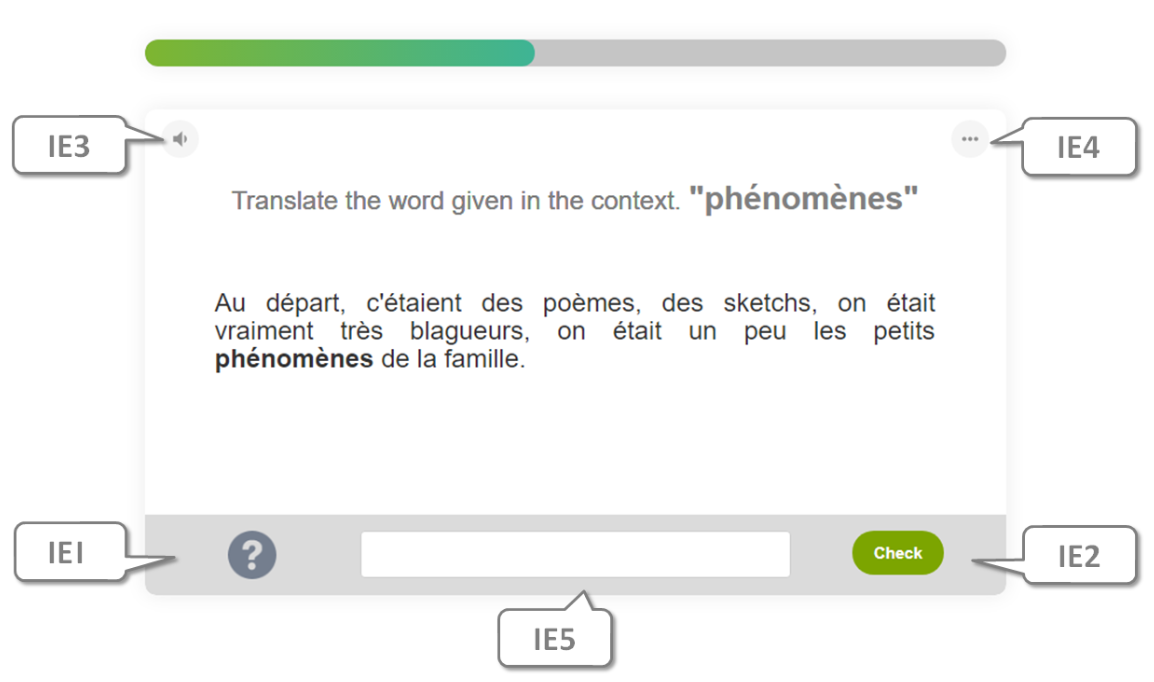 IE3
IE4
Translate the word given in the context. "phénomènes"
Au départ, c'étaient des poèmes, des sketchs, on était
vraiment très blagueurs, on était un peu les petits
phénomènes de la famille.
IE1
?
Check
IE2
IE5